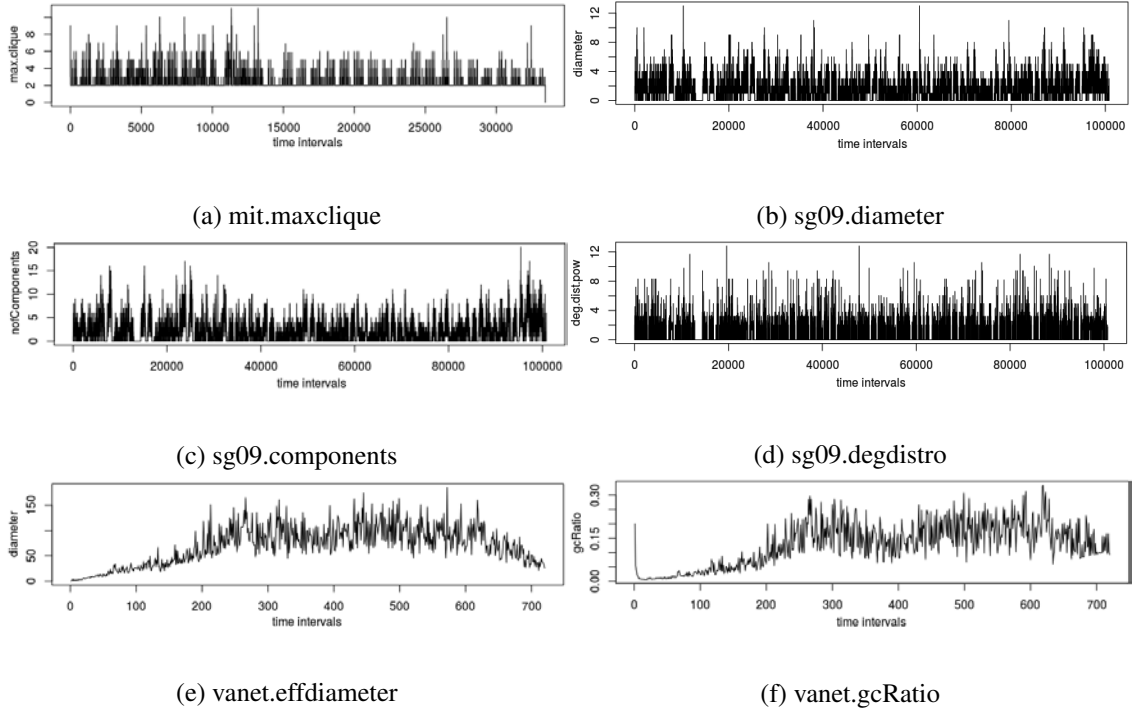 max.clique
0 2 4 6 8
0 5000 10000 15000 20000 25000 30000
time intervals
(a) mit.maxclique
diameter
0 4 8 12
0 20000 40000 60000 80000 100000
time intervals
(b) sg09.diameter
nofComponents
0 5 10 15 20
0 20000 40000 60000 80000 100000
time intervals
(c) sg09.components
deg.dist.pow
0 4 8 12
0 20000 40000 60000 80000 100000
time intervals
(d) sg09.degdistro
diameter
0 50 150
0 100 200 300 400 500 600 700
time intervals
(e) vanet.effdiameter
gcRatio
0.00 0.15 0.30
0 100 200 300 400 500 600 700
time intervals
(f) vanet.gcRatio